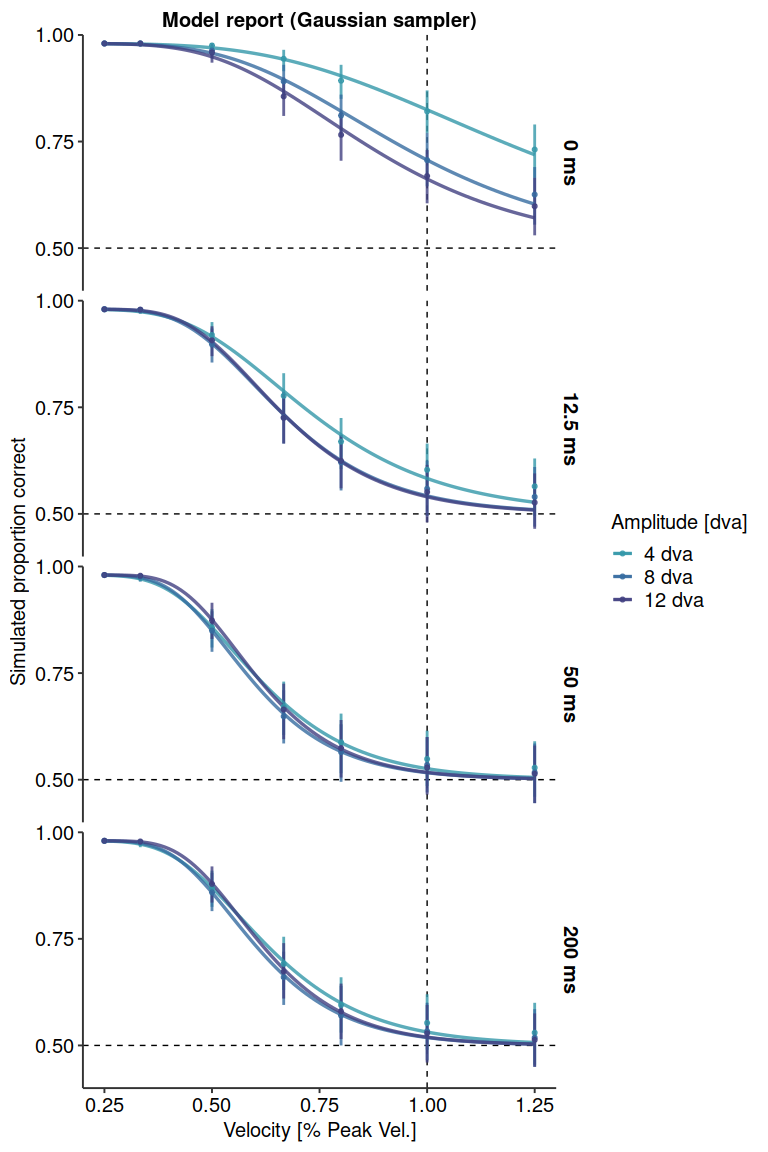 Model report (Gaussian sampler)
1.00
0.75
0.50
0 ms
1.00
0.75
0.50
12.5 ms
1.00
0.75
0.50
50 ms
1.00
0.75
0.50
200 ms
Simulated proportion correct
0.25 0.50 0.75 1.00 1.25
Velocity [% Peak Vel.]
Amplitude [dva]
4 dva
8 dva
12 dva